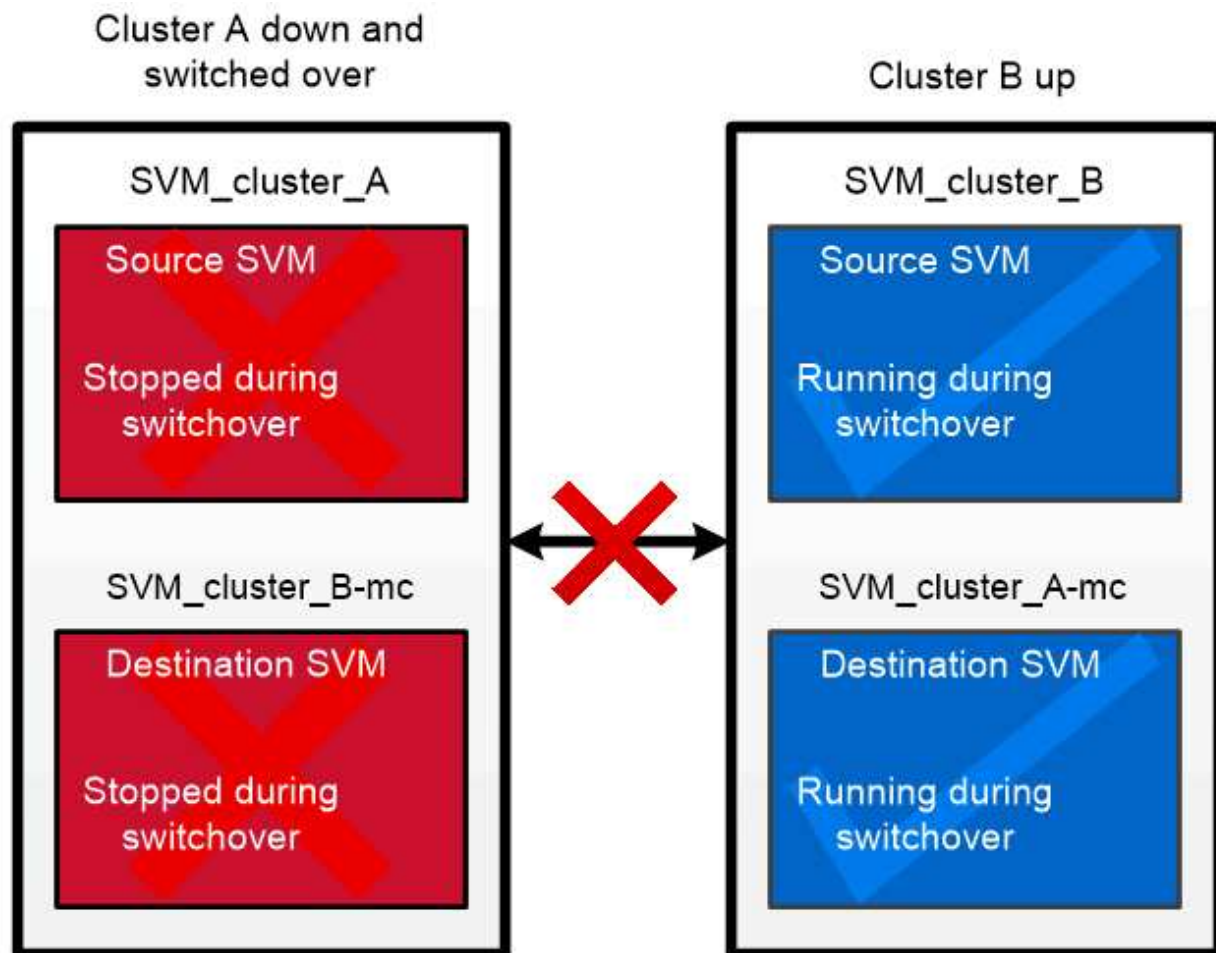 Cluster A down and
switched over
SVM_cluster_A
Source SVM
Stopped during
switchover
SVM_cluster_B-mc
Destination SVM
Stopped during
switchover
Cluster B up
SVM_cluster_B
Source SVM
Running during
switchover
SVM_cluster_A-mc
Destination SVM
Running during
switchover